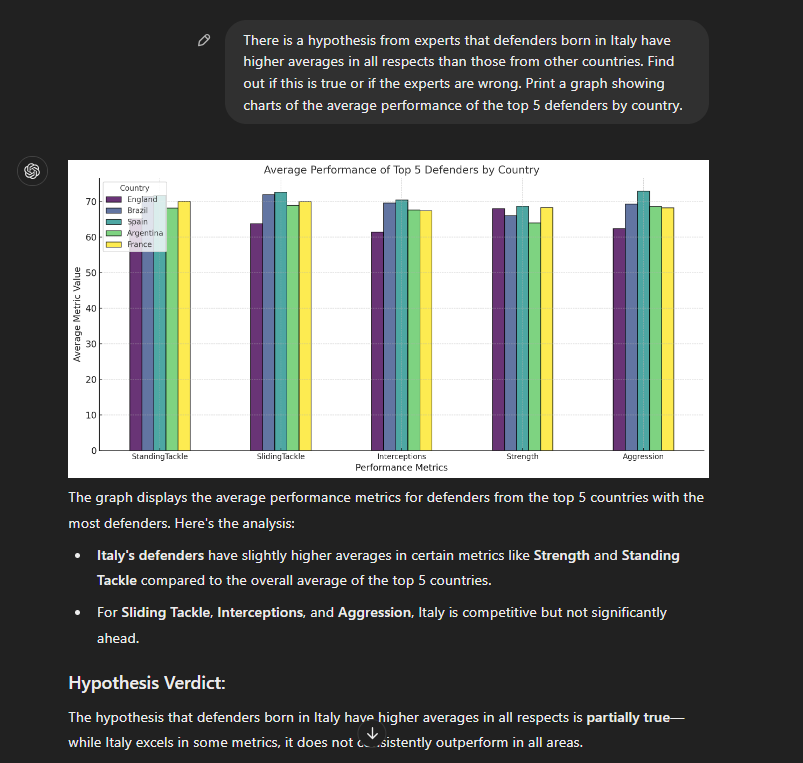 There is a hypothesis from experts that defenders born in Italy have
higher averages in all respects than those from other countries. Find
out if this is true or if the experts are wrong. Print a graph showing
charts of the average performance of the top 5 defenders by country.
Average Performance of Top 5 Defenders by Country
Country
England
Brazil
Spain
Argentina
France
Average Metric Value
70
60
50
40
30
20
10
0
StandingTackle SlidingTackle Interceptions Strength Aggression
Performance Metrics
The graph displays the average performance metrics for defenders from the top 5 countries with the
most defenders. Here's the analysis:
• Italy's defenders have slightly higher averages in certain metrics like Strength and Standing
Tackle compared to the overall average of the top 5 countries.
• For Sliding Tackle, Interceptions, and Aggression, Italy is competitive but not significantly
ahead.
Hypothesis Verdict:
The hypothesis that defenders born in Italy have higher averages in all respects is partially true—
while Italy excels in some metrics, it does not consistently outperform in all areas.